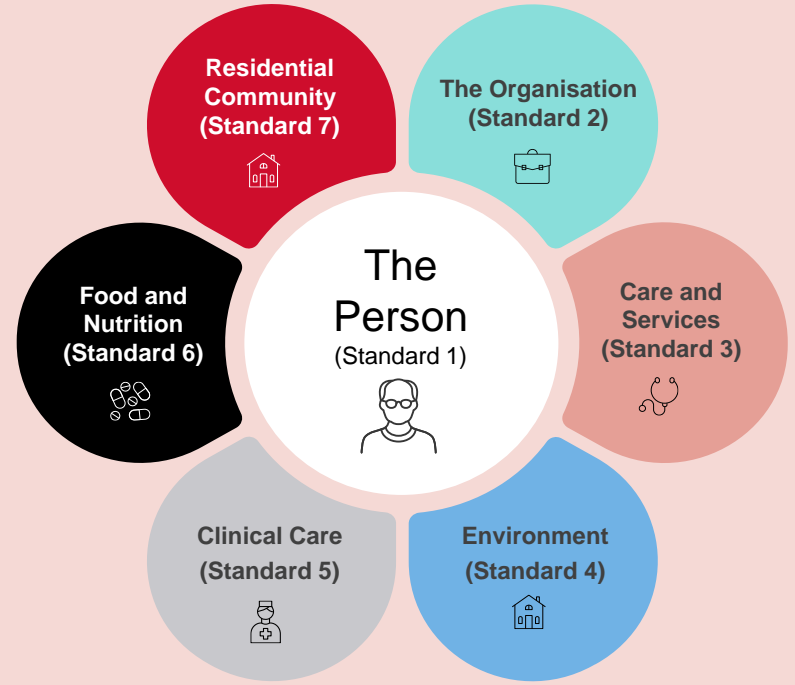 The
Person
(Standard 1)
The Organisation
(Standard 2)
Care and
Services
(Standard 3)
Environment
(Standard 4)
Clinical Care
(Standard 5)
Food and
Nutrition
(Standard 6)
Residential
Community
(Standard 7)